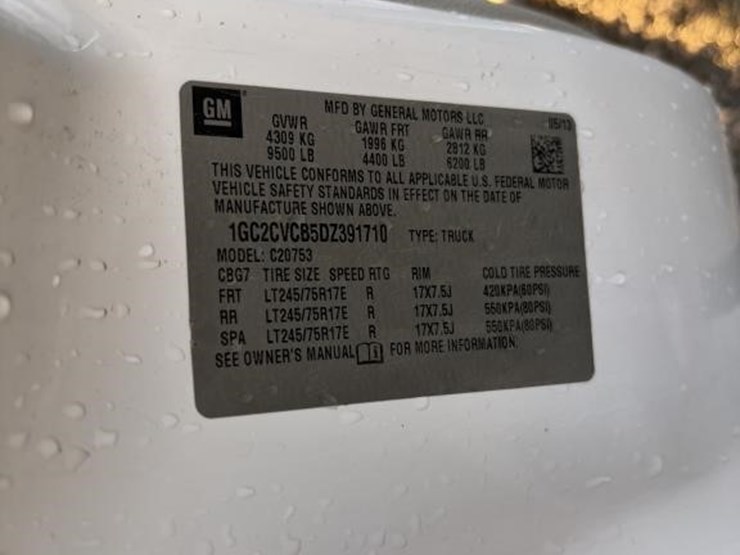 GM
MFD BY GENERAL MOTORS LLC 05/13
GVWR GAWR FRT GAWR RR
4309 KG 1996 KG 2812 KG
9500 LB 4400 LB 6200 LB
THIS VEHICLE CONFORMS TO ALL APPLICABLE U.S. FEDERAL MOTOR
VEHICLE SAFETY STANDARDS IN EFFECT ON THE DATE OF
MANUFACTURE SHOWN ABOVE.
1GC2CVCB5DZ391710 TYPE: TRUCK
MODEL: C20753
CBG7 TIRE SIZE SPEED RTG RIM COLD TIRE PRESSURE
FRT LT245/75R17E R 17X7.5J 420KPA(60PSI)
RR LT245/75R17E R 17X7.5J 550KPA(80PSI)
SPA LT245/75R17E R 17X7.5J 550KPA(80PSI)
SEE OWNER'S MANUAL FOR MORE INFORMATION.